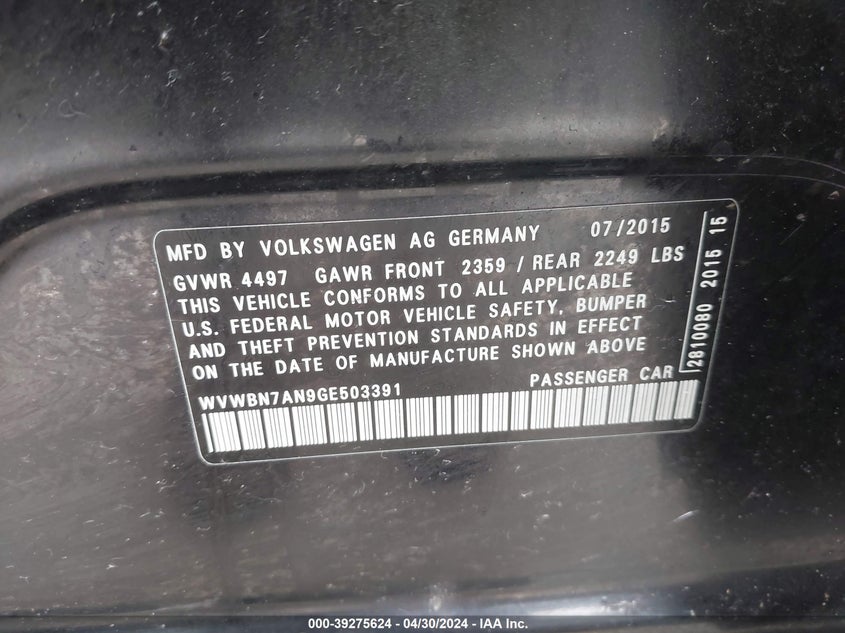 MFD BY VOLKSWAGEN AG GERMANY 07/2015
GVWR 4497 GAWR FRONT 2359 / REAR 2249 LBS
THIS VEHICLE CONFORMS TO ALL APPLICABLE
U.S. FEDERAL MOTOR VEHICLE SAFETY, BUMPER
AND THEFT PREVENTION STANDARDS IN EFFECT
ON THE DATE OF MANUFACTURE SHOWN ABOVE
WVWBN7AN9GE503391 PASSENGER CAR
2810080 2015 15
000-39275624 - 04/30/2024 - IAA Inc.